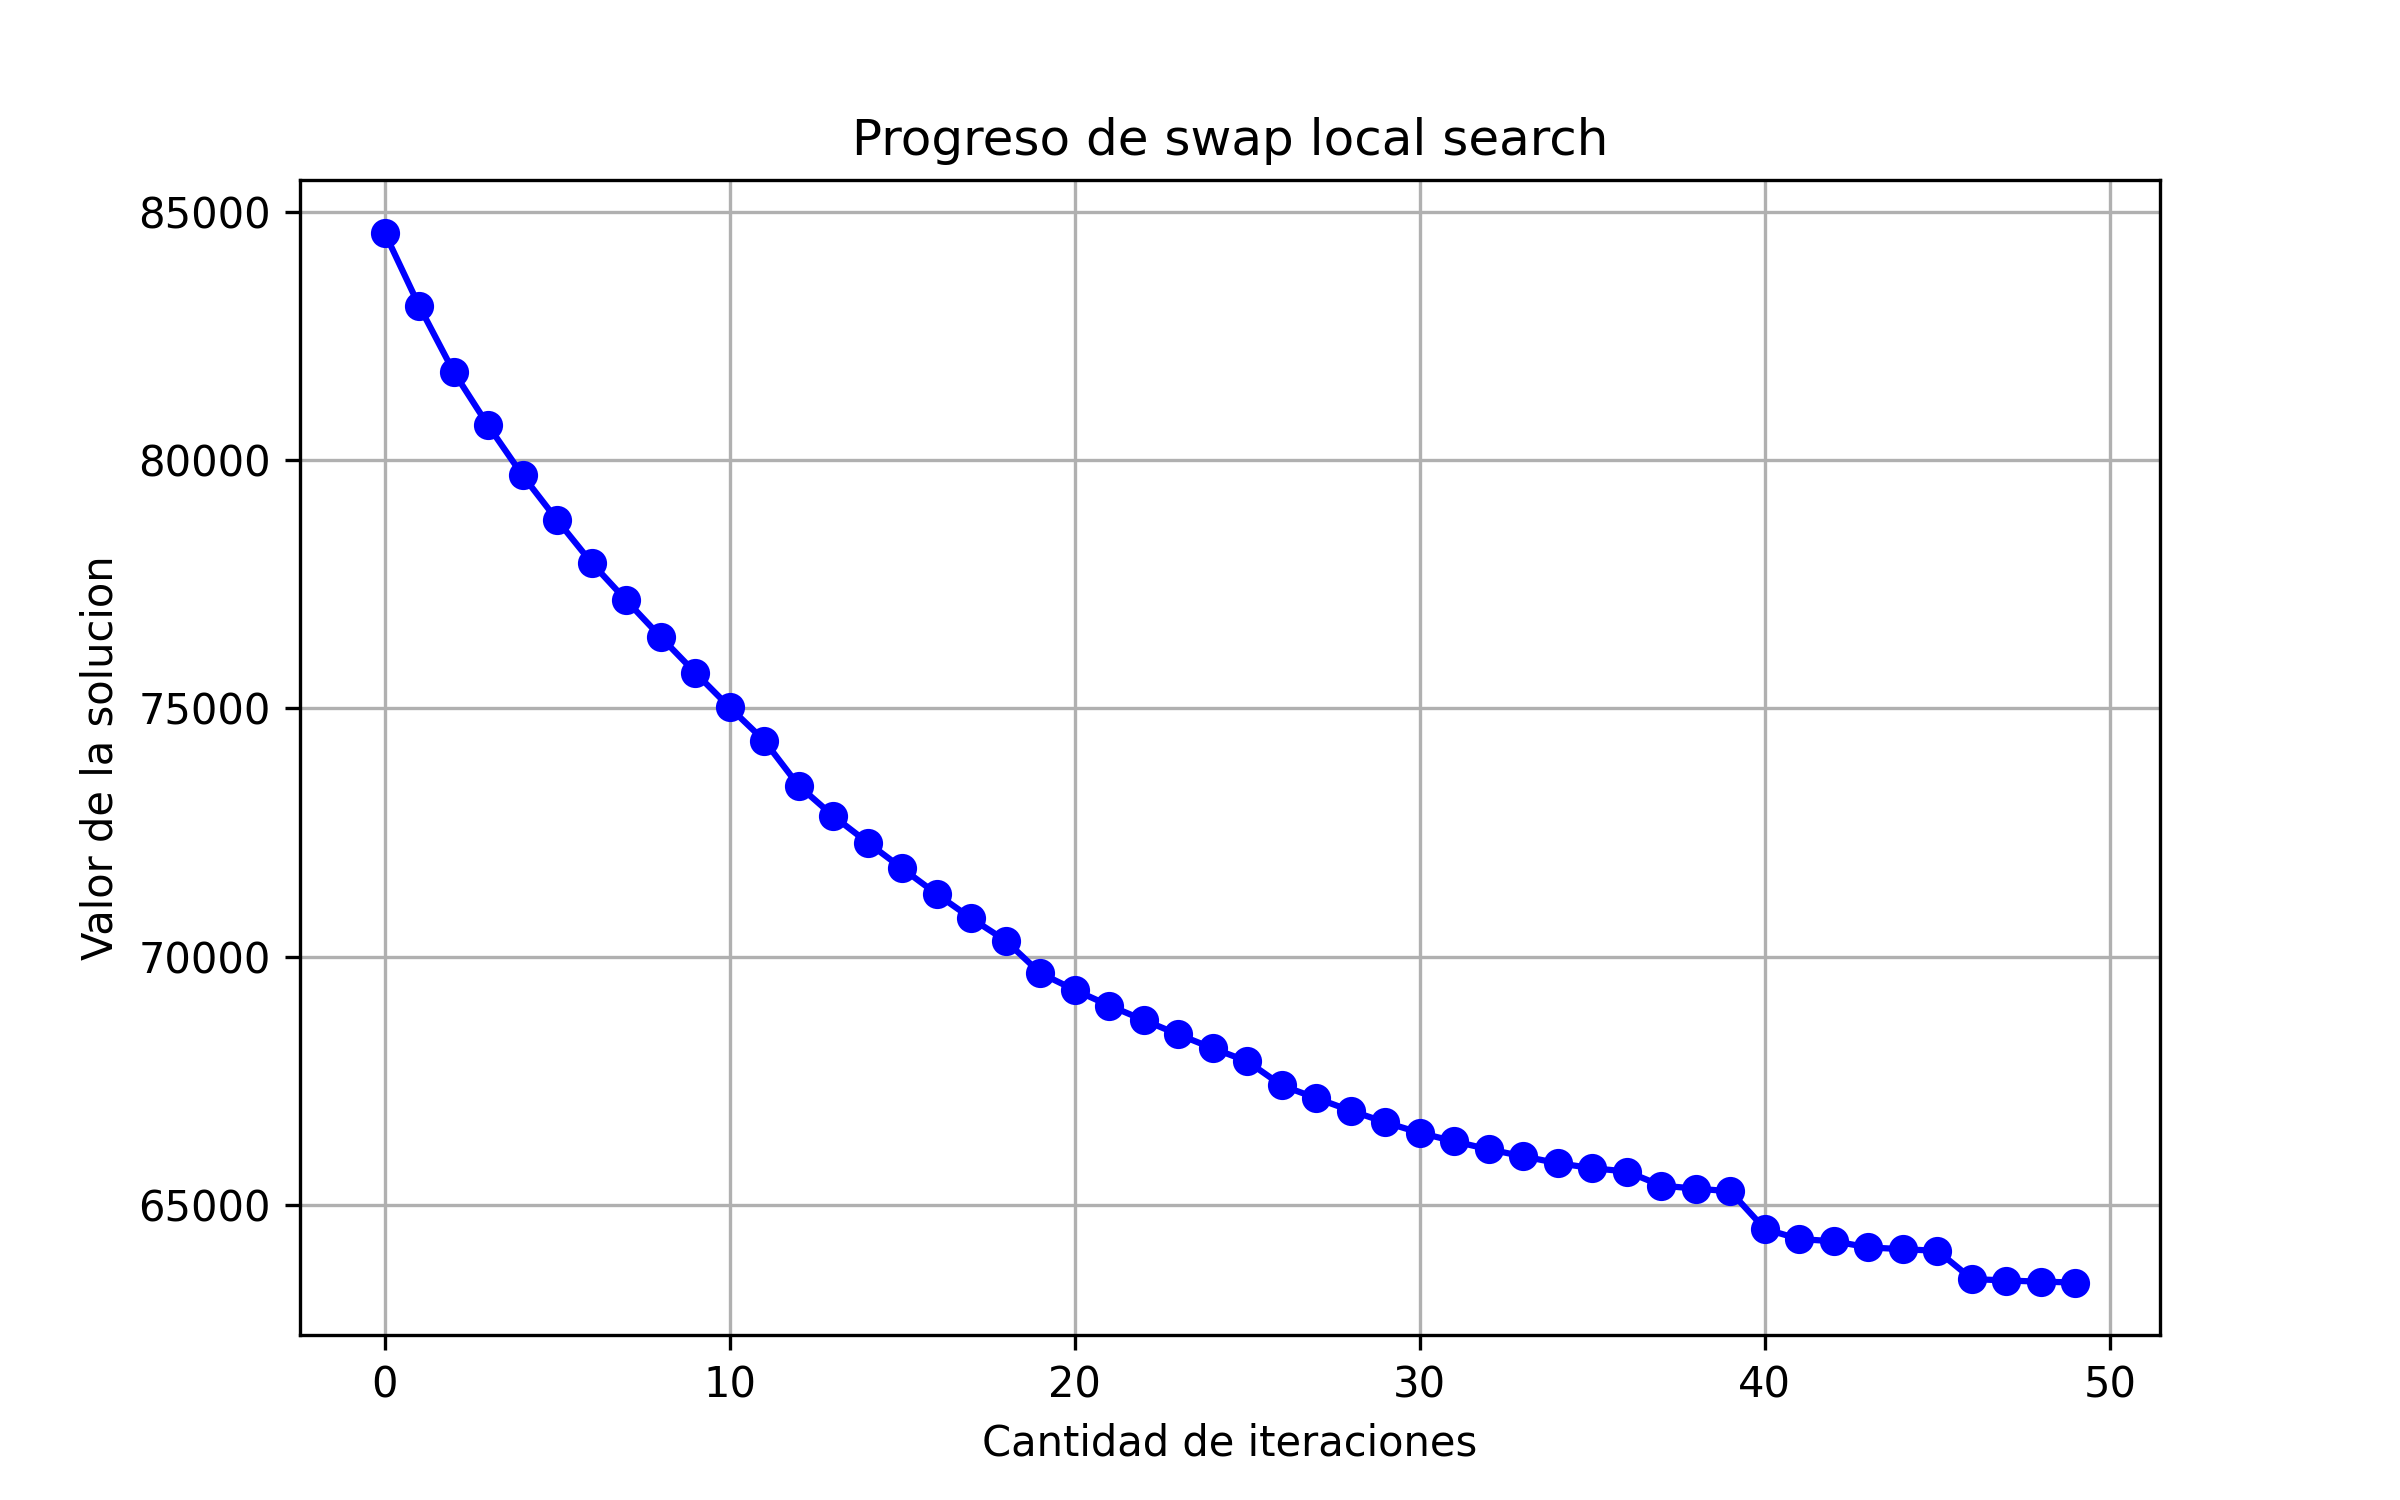 Progreso de swap local search
85000
80000
75000
70000
65000
Valor de la solucion
0 10 20 30 40 50
Cantidad de iteraciones